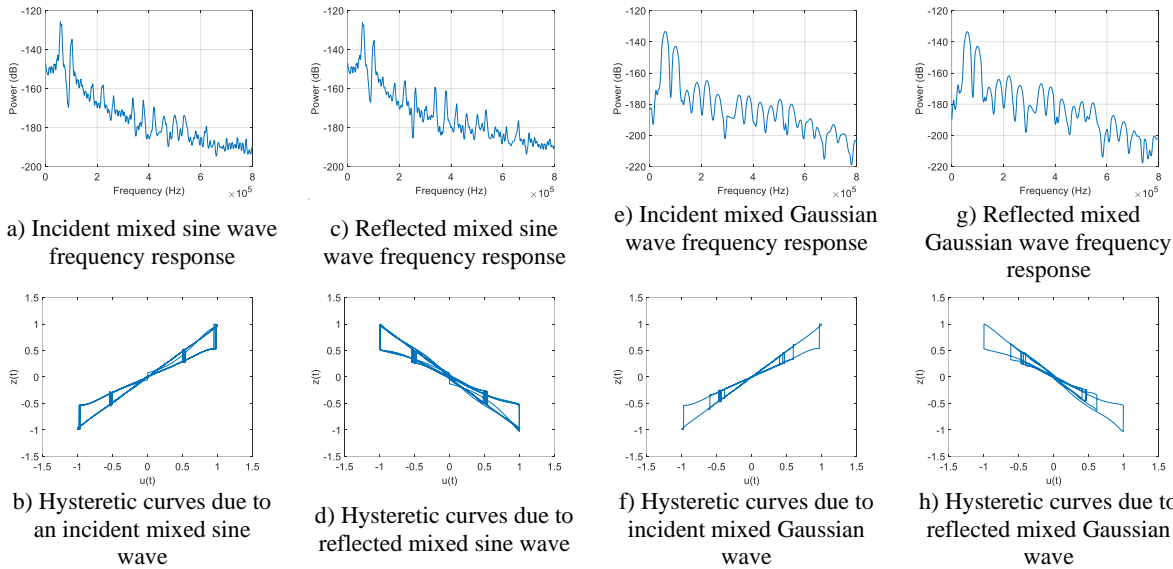 -120
-140
-160
-180
-200
Power (dB)
0 2 4 6 8
Frequency (Hz)
×10⁵
a) Incident mixed sine wave
frequency response
-120
-140
-160
-180
-200
Power (dB)
0 2 4 6 8
Frequency (Hz)
×10⁵
c) Reflected mixed sine
wave frequency response
-120
-140
-160
-180
-200
-220
Power (dB)
0 2 4 6 8
Frequency (Hz)
×10⁵
e) Incident mixed Gaussian
wave frequency response
-120
-140
-160
-180
-200
-220
Power (dB)
0 2 4 6 8
Frequency (Hz)
×10⁵
g) Reflected mixed
Gaussian wave frequency
response
1.5
1
0.5
0
-0.5
-1
-1.5
z(t)
-1.5 -1 -0.5 0 0.5 1 1.5
u(t)
b) Hysteretic curves due to
an incident mixed sine
wave
1.5
1
0.5
0
-0.5
-1
-1.5
z(t)
-1.5 -1 -0.5 0 0.5 1 1.5
u(t)
d) Hysteretic curves due to
reflected mixed sine wave
1.5
1
0.5
0
-0.5
-1
-1.5
z(t)
-1.5 -1 -0.5 0 0.5 1 1.5
u(t)
f) Hysteretic curves due to
incident mixed Gaussian
wave
1.5
1
0.5
0
-0.5
-1
-1.5
z(t)
-1.5 -1 -0.5 0 0.5 1 1.5
u(t)
h) Hysteretic curves due to
reflected mixed Gaussian
wave